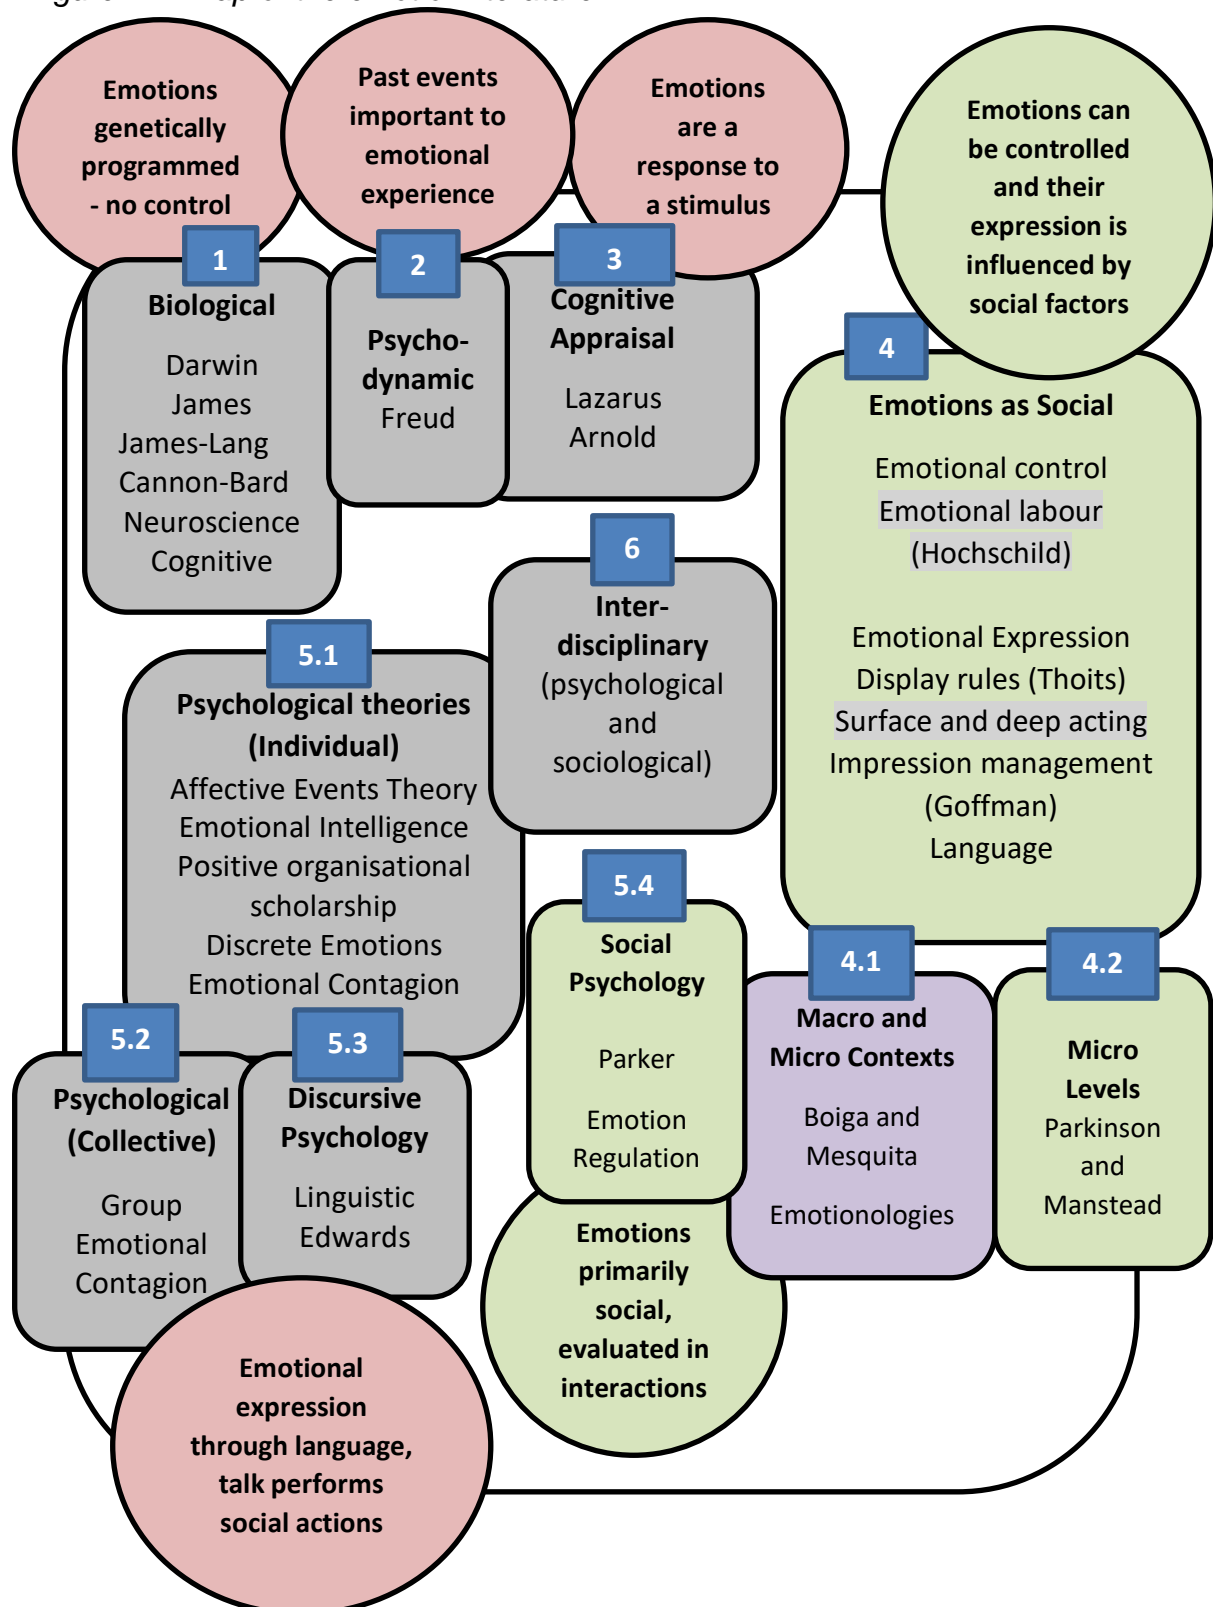 Emotions
genetically
programmed
- no control
Past events
important to
emotional
experience
Emotions
are a
response to
a stimulus
Emotions can
be controlled
and their
expression is
influenced by
social factors
1
Biological
Darwin
James
James-Lang
Cannon-Bard
Neuroscience
Cognitive
2
Psycho-
dynamic
Freud
3
Cognitive
Appraisal
Lazarus
Arnold
4
Emotions as Social
Emotional control
Emotional labour
(Hochschild)
Emotional Expression
Display rules (Thoits)
Surface and deep acting
Impression management
(Goffman)
Language
6
Inter-
disciplinary
(psychological
and
sociological)
5.1
Psychological theories
(Individual)
Affective Events Theory
Emotional Intelligence
Positive organisational
scholarship
Discrete Emotions
Emotional Contagion
5.2
Psychological
(Collective)
Group
Emotional
Contagion
5.3
Discursive
Psychology
Linguistic
Edwards
5.4
Social
Psychology
Parker
Emotion
Regulation
4.1
Macro and
Micro Contexts
Boiga and
Mesquita
Emotionologies
4.2
Micro
Levels
Parkinson
and
Manstead
Emotions
primarily
social,
evaluated in
interactions
Emotional
expression
through language,
talk performs
social actions